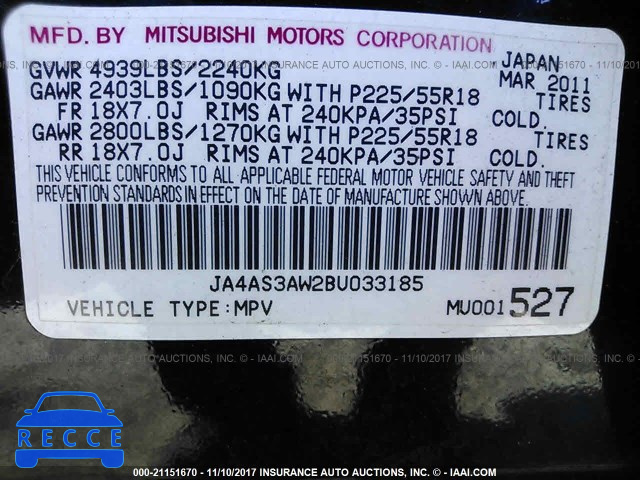 MFD. BY MITSUBISHI MOTORS CORPORATION
GVWR 4939LBS/2240KG JAPAN MAR 2011
GAWR 2403LBS/1090KG WITH P225/55R18 TIRES
FR 18X7.0J RIMS AT 240KPA/35PSI COLD.
GAWR 2800LBS/1270KG WITH P225/55R18 TIRES
RR 18X7.0J RIMS AT 240KPA/35PSI COLD.
THIS VEHICLE CONFORMS TO ALL APPLICABLE FEDERAL MOTOR VEHICLE SAFETY AND THEFT
PREVENTION STANDARDS IN EFFECT ON THE DATE OF MANUFACTURE SHOWN ABOVE.
JA4AS3AW2BU033185
VEHICLE TYPE:MPV MU001527
RECCE
000-21151670 - 11/10/2017 INSURANCE AUTO AUCTIONS, INC. © - IAAI.COM